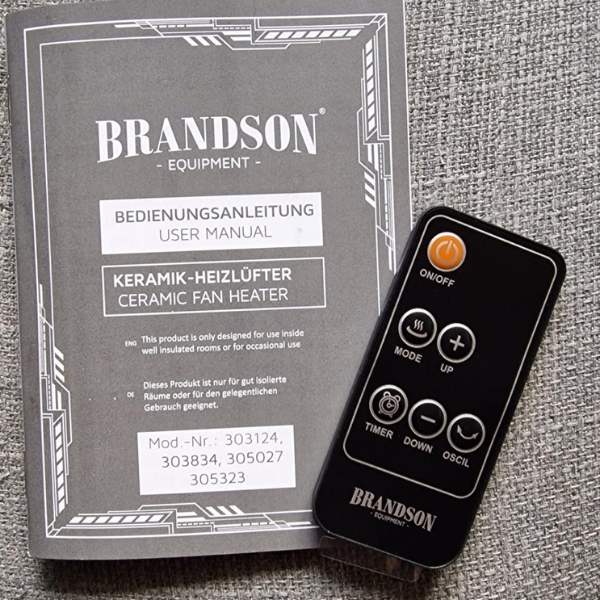 BRANDSON®
- EQUIPMENT -
BEDIENUNGSANLEITUNG
USER MANUAL
KERAMIK-HEIZLÜFTER
CERAMIC FAN HEATER
ENG This product is only designed for use inside
well insulated rooms or for occasional use
DE Dieses Produkt ist nur für gut isolierte
Räume oder für den gelegentlichen
Gebrauch geeignet.
Mod.-Nr.: 303124,
303834, 305027
305323
ON/OFF
MODE UP
TIMER DOWN OSCIL
BRANDSON
- EQUIPMENT -